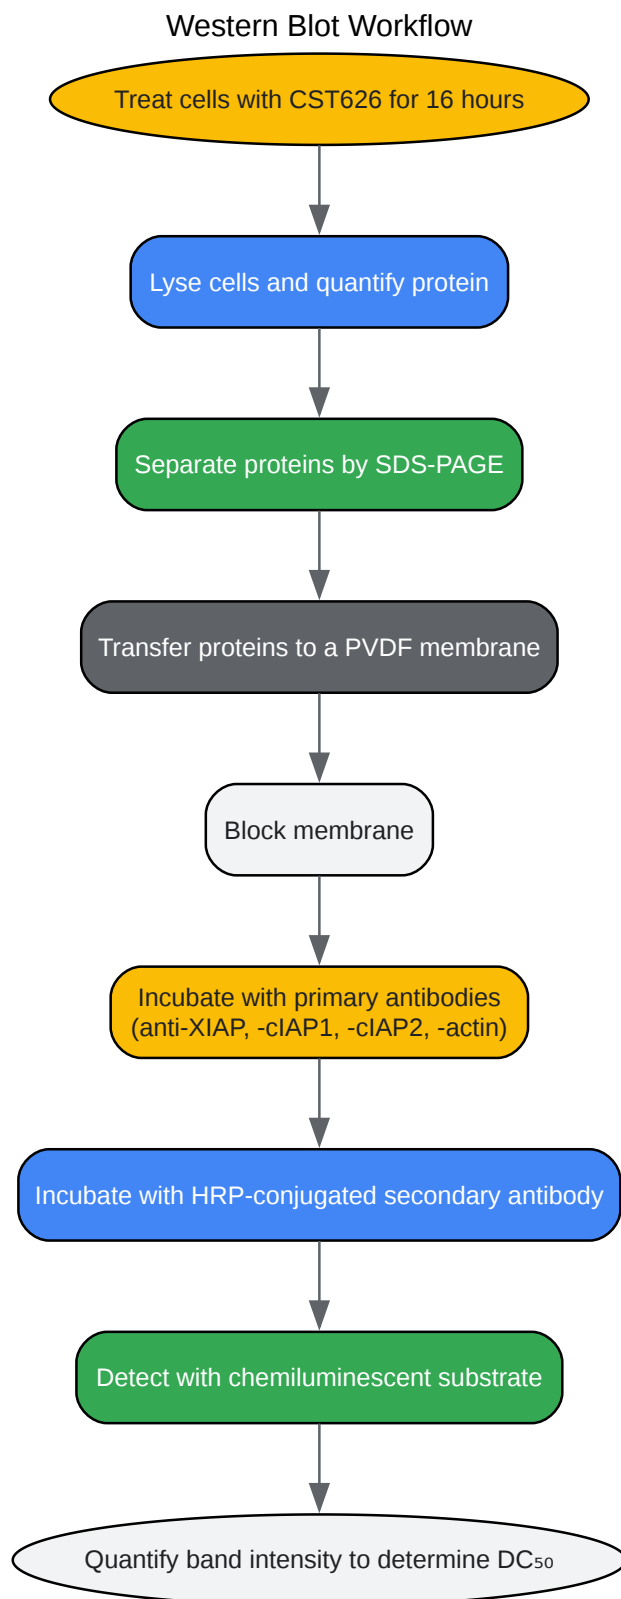 Western Blot Workflow
Treat cells with CST626 for 16 hours
Lyse cells and quantify protein
Separate proteins by SDS-PAGE
Transfer proteins to a PVDF membrane
Block membrane
Incubate with primary antibodies
(anti-XIAP, -cIAP1, -cIAP2, -actin)
Incubate with HRP-conjugated secondary antibody
Detect with chemiluminescent substrate
Quantify band intensity to determine DC₅₀